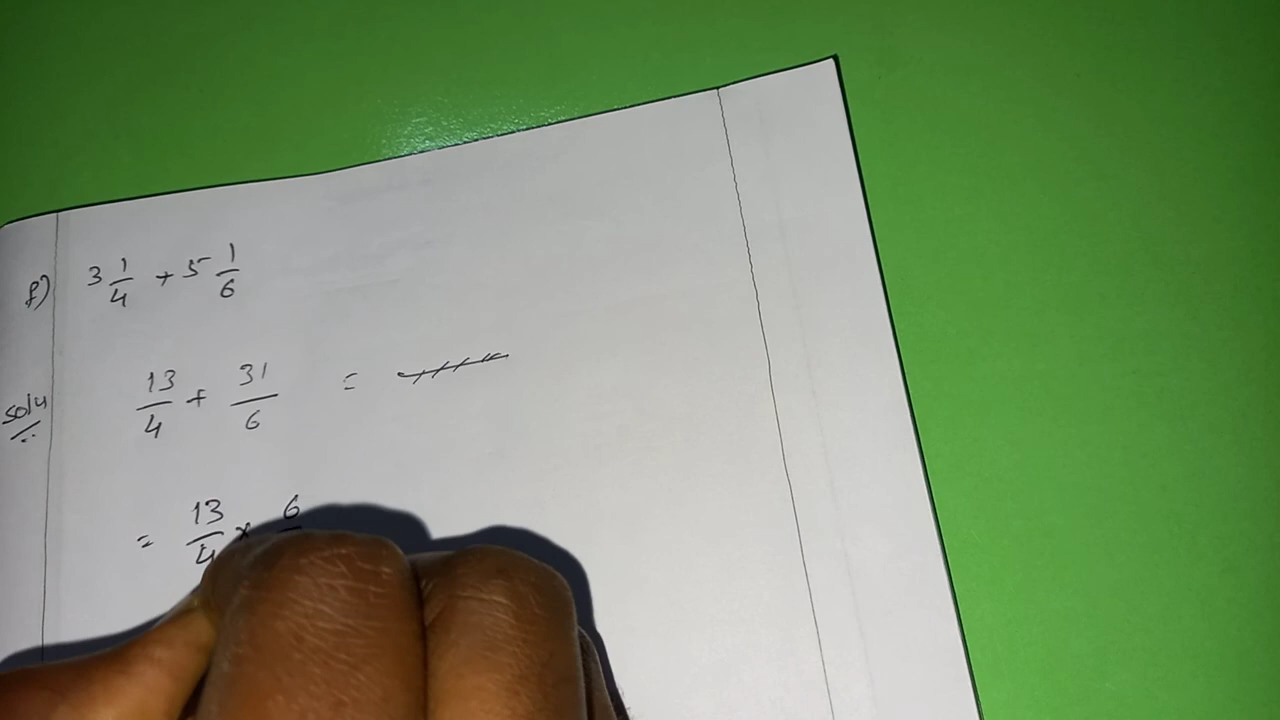 f) 3 1/4 + 5 1/6
Soln 13/4 + 31/6 =
= 13/4 × 6